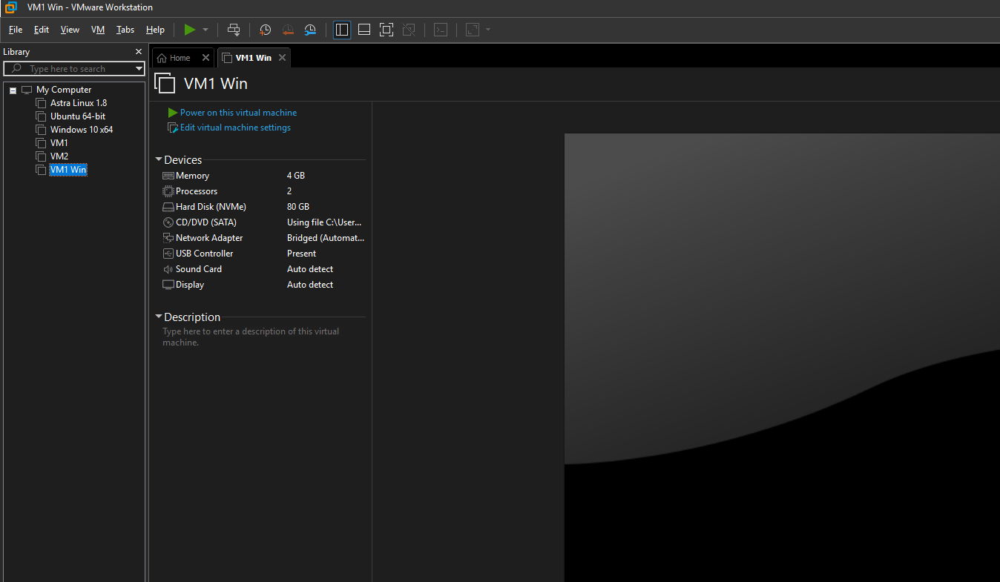 VM1 Win - VMware Workstation
File Edit View VM Tabs Help
Library
Type here to search
My Computer
Astra Linux 1.8
Ubuntu 64-bit
Windows 10 x64
VM1
VM2
VM1 Win
Home
VM1 Win
VM1 Win
Power on this virtual machine
Edit virtual machine settings
Devices
Memory 4 GB
Processors 2
Hard Disk (NVMe) 80 GB
CD/DVD (SATA) Using file C:\User...
Network Adapter Bridged (Automat...
USB Controller Present
Sound Card Auto detect
Display Auto detect
Description
Type here to enter a description of this virtual
machine.